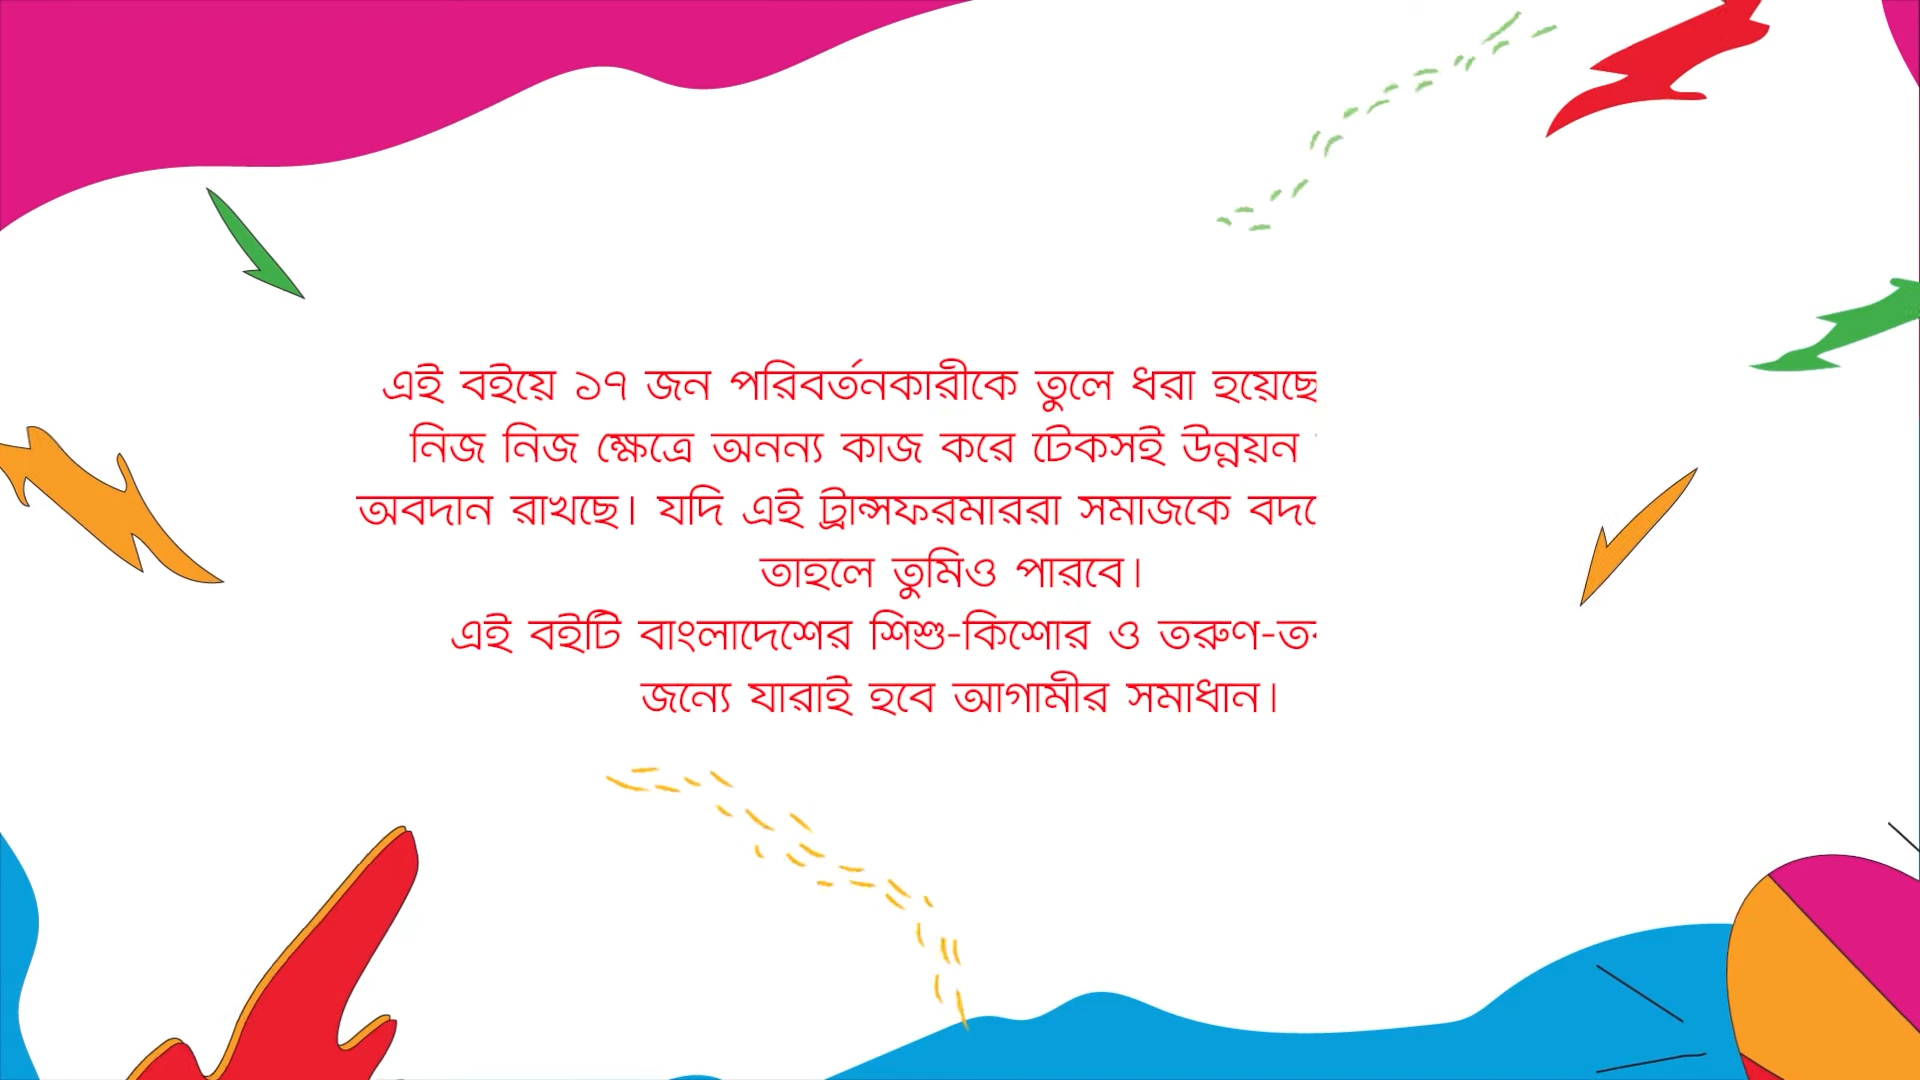 এই বইয়ে ১৭ জন পরিবর্তনকারীকে তুলে ধরা হয়েছে
নিজ নিজ ক্ষেত্রে অনন্য কাজ করে টেকসই উন্নয়ন
অবদান রাখছে। যদি এই ট্রান্সফরমাররা সমাজকে
তাহলে তুমিও পারবে।
এই বইটি বাংলাদেশের শিশু-কিশোর ও তরুণ-
জন্যে যারাই হবে আগামীর সমাধান।